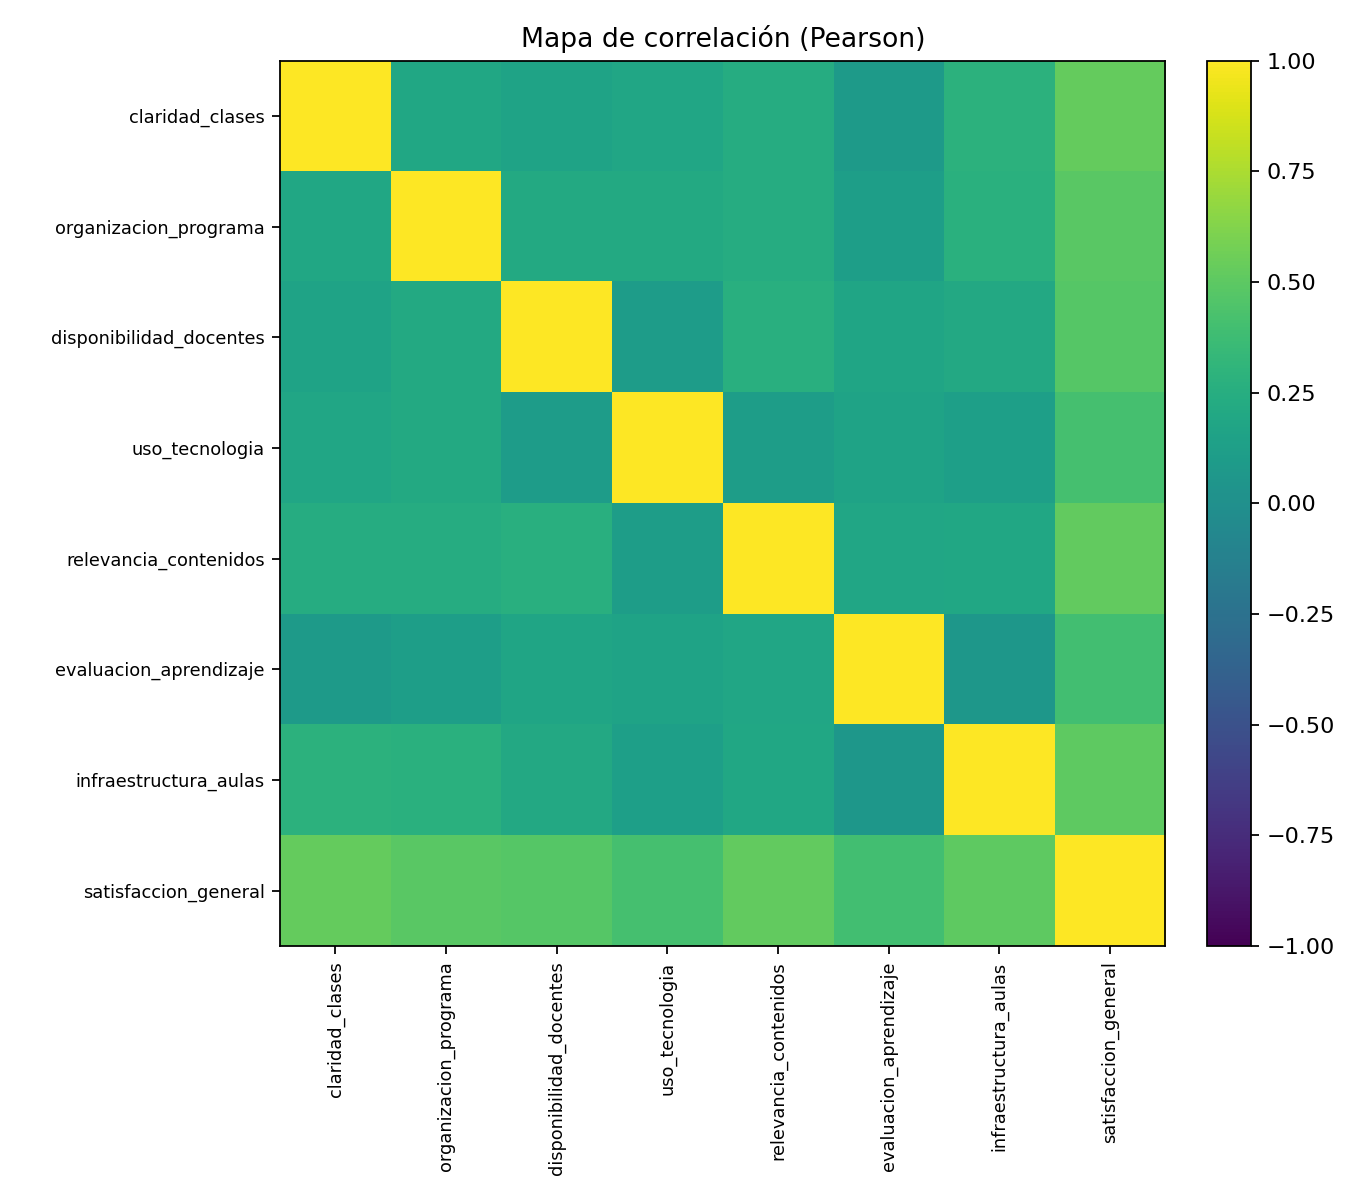 Mapa de correlación (Pearson)
claridad_clases
organizacion_programa
disponibilidad_docentes
uso_tecnologia
relevancia_contenidos
evaluacion_aprendizaje
infraestructura_aulas
satisfaccion_general
claridad_clases
organizacion_programa
disponibilidad_docentes
uso_tecnologia
relevancia_contenidos
evaluacion_aprendizaje
infraestructura_aulas
satisfaccion_general
1.00
0.75
0.50
0.25
0.00
−0.25
−0.50
−0.75
−1.00